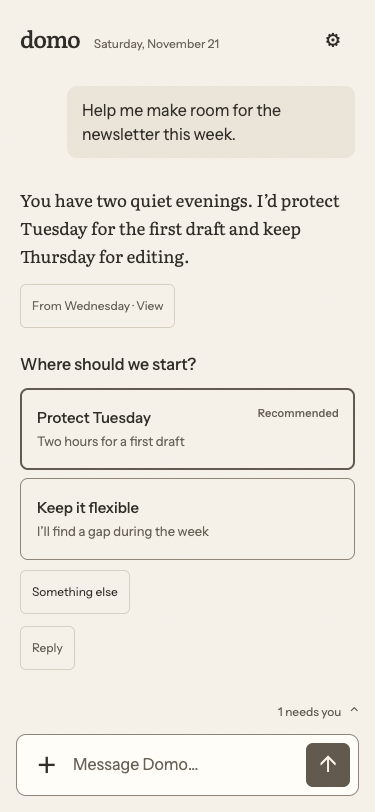 domo
Saturday, November 21
Help me make room for the
newsletter this week.
You have two quiet evenings. I’d protect
Tuesday for the first draft and keep
Thursday for editing.
From Wednesday · View
Where should we start?
Protect Tuesday
Recommended
Two hours for a first draft
Keep it flexible
I’ll find a gap during the week
Something else
Reply
1 needs you
Message Domo...